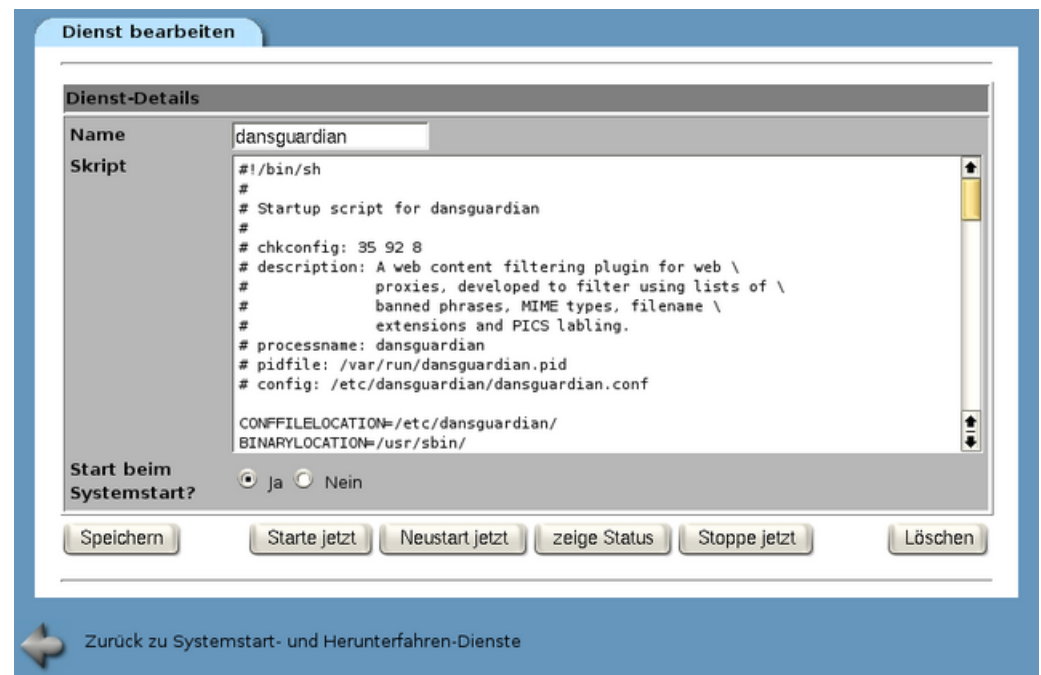 Dienst bearbeiten
Dienst-Details
Name dansguardian
Skript
#!/bin/sh
#
# Startup script for dansguardian
#
# chkconfig: 35 92 8
# description: A web content filtering plugin for web \
#              proxies, developed to filter using lists of \
#              banned phrases, MIME types, filename \
#              extensions and PICS labling.
# processname: dansguardian
# pidfile: /var/run/dansguardian.pid
# config: /etc/dansguardian/dansguardian.conf

CONFFILELOCATION=/etc/dansguardian/
BINARYLOCATION=/usr/sbin/
Start beim
Systemstart?
Ja Nein
Speichern Starte jetzt Neustart jetzt zeige Status Stoppe jetzt Löschen
Zurück zu Systemstart- und Herunterfahren-Dienste